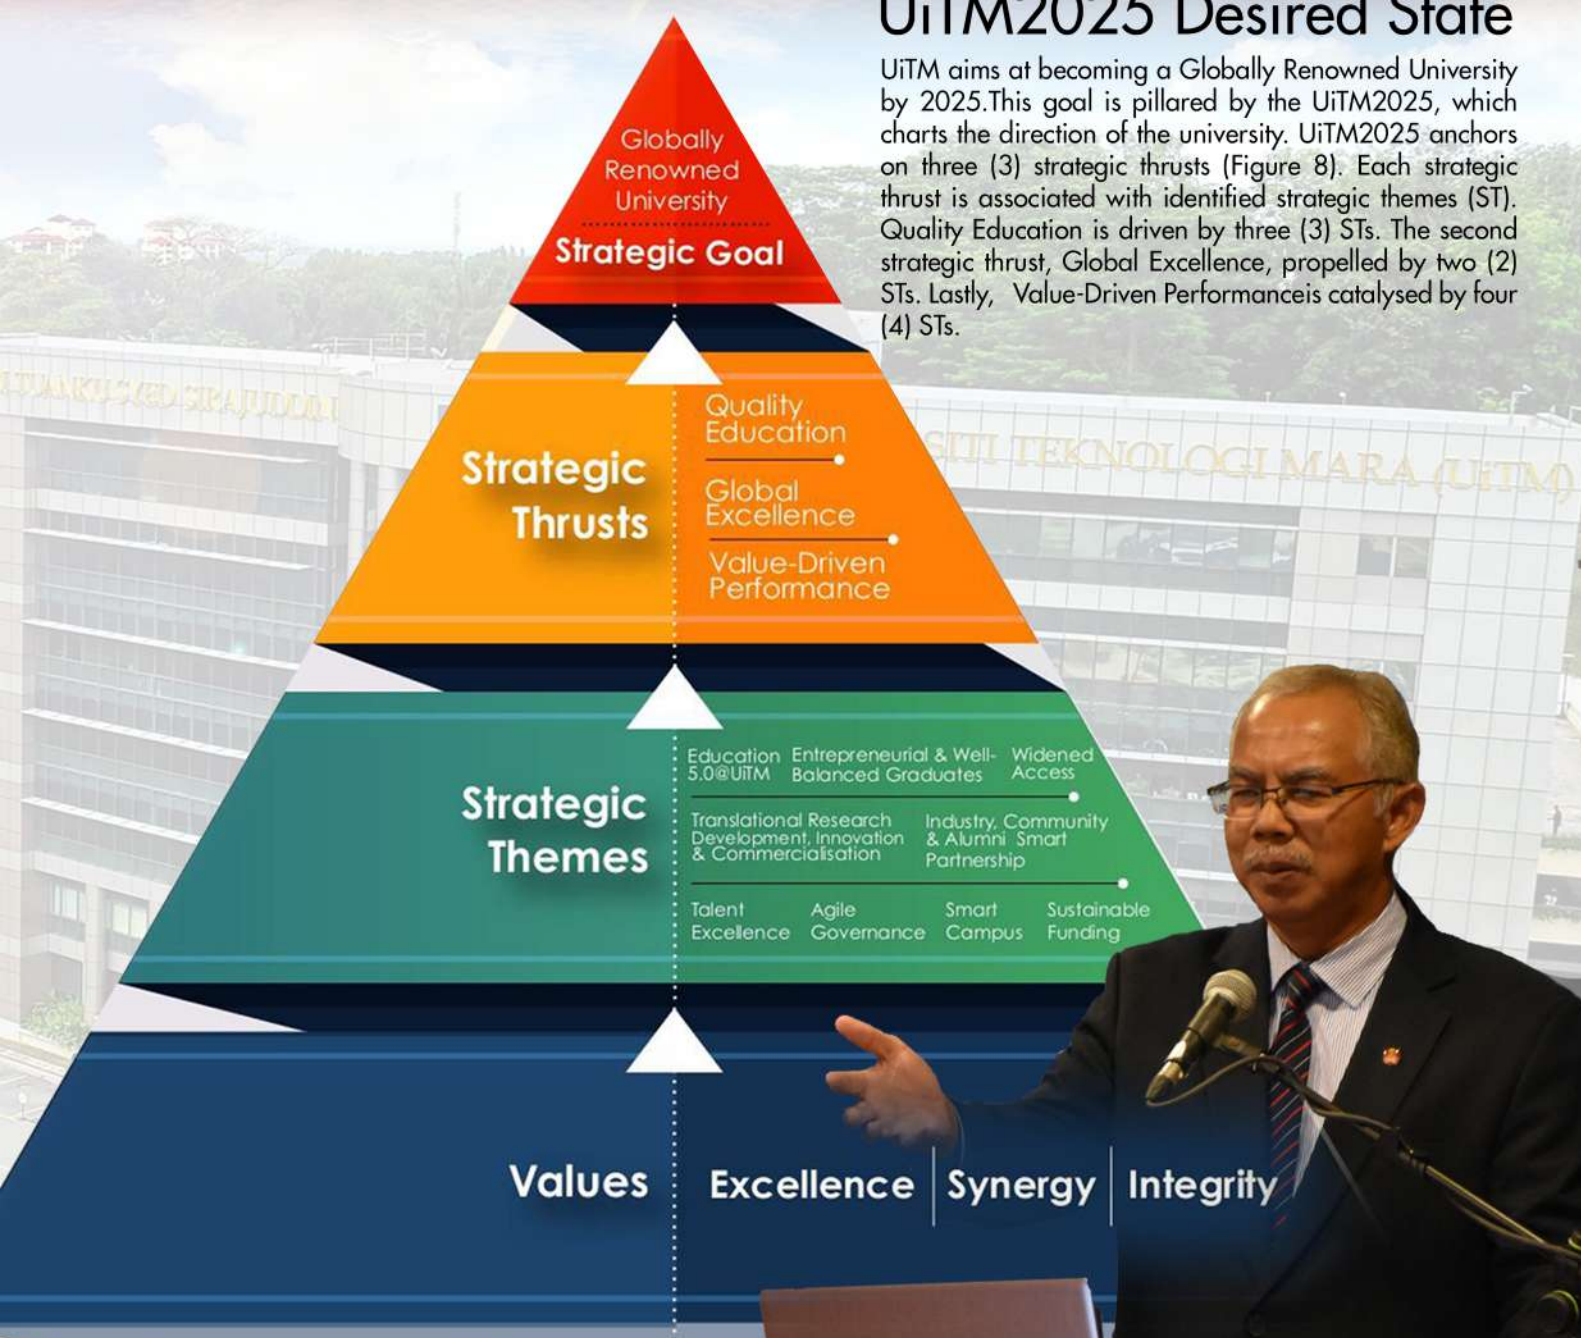 UiTM2025 Desired State
UiTM aims at becoming a Globally Renowned University
by 2025.This goal is pillared by the UiTM2025, which
charts the direction of the university. UiTM2025 anchors
on three (3) strategic thrusts (Figure 8). Each strategic
thrust is associated with identified strategic themes (ST).
Quality Education is driven by three (3) STs. The second
strategic thrust, Global Excellence, propelled by two (2)
STs. Lastly, Value-Driven Performanceis catalysed by four
(4) STs.
Globally
Renowned
University
Strategic Goal
Strategic
Thrusts
Quality
Education
Global
Excellence
Value-Driven
Performance
Strategic
Themes
Education
5.0@UiTM
Entrepreneurial & Well-
Balanced Graduates
Widened
Access
Translational Research
Development, Innovation
& Commercialisation
Industry, Community
& Alumni Smart
Partnership
Talent
Excellence
Agile
Governance
Smart
Campus
Sustainable
Funding
Values
Excellence
Synergy
Integrity
TUANKU SYED SIRAJUDDIN
SITI TEKNOLOGI MARA (UiTM)